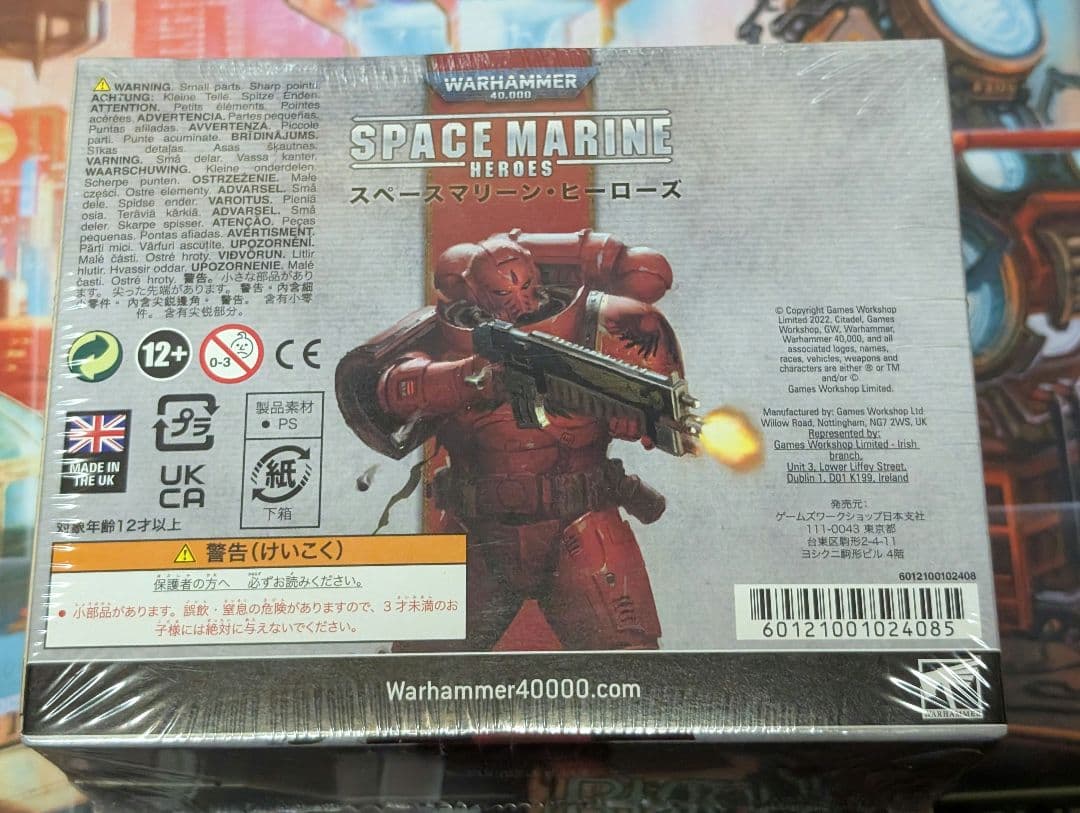 WARHAMMER
40,000
SPACE MARINE
HEROES
スペースマリーン・ヒーローズ
⚠ WARNING. Small parts. Sharp points.
ACHTUNG: Kleine Teile. Spitze Enden.
ATTENTION. Petits éléments. Pointes
acérées. ADVERTENCIA. Partes pequeñas.
Puntas afiladas. AVVERTENZA. Piccole
parti. Punte acuminate. BRĪDINĀJUMS.
Sīkas detaļas. Asas šķautnes.
VARNING. Små delar. Vassa kanter.
WAARSCHUWING. Kleine onderdelen.
Scherpe punten. OSTRZEŻENIE. Małe
części. Ostre elementy. ADVARSEL. Små
dele. Spidse ender. VAROITUS. Pieniä
osia. Teräviä kärkiä. ADVARSEL. Små
deler. Skarpe spisser. ATENÇÃO. Peças
pequenas. Pontas afiadas. AVERTISMENT.
Părți mici. Vârfuri ascuțite. UPOZORNĚNÍ.
Malé části. Ostré hroty. VIÐVÖRUN. Litlir
hlutir. Hvassir oddar. UPOZORNENIE. Malé
časti. Ostré hroty. 警告。小さな部品があり
ます。尖った先端があります。警告。內含細
小零件。內含尖銳邊角。警告。含有小零
件。含有尖锐部分。
12+
0-3
CE
MADE IN
THE UK
プラ
UK
CA
製品素材
● PS
紙
下箱
対象年齢12才以上
⚠ 警告(けいこく)
保護者の方へ 必ずお読みください。
● 小部品があります。誤飲・窒息の危険がありますので、3才未満のお
子様には絶対に与えないでください。
© Copyright Games Workshop
Limited 2022. Citadel, Games
Workshop, GW, Warhammer,
Warhammer 40,000, and all
associated logos, names,
races, vehicles, weapons and
characters are either ® or TM
and/or ©
Games Workshop Limited.
Manufactured by: Games Workshop Ltd
Willow Road, Nottingham, NG7 2WS, UK
Represented by:
Games Workshop Limited - Irish
branch,
Unit 3, Lower Liffey Street,
Dublin 1, D01 K199, Ireland
発売元:
ゲームズワークショップ日本支社
111-0043 東京都
台東区駒形2-4-11
ヨシクニ駒形ビル 4階
6012100102408
60121001024085
Warhammer40000.com
WARHAMMER